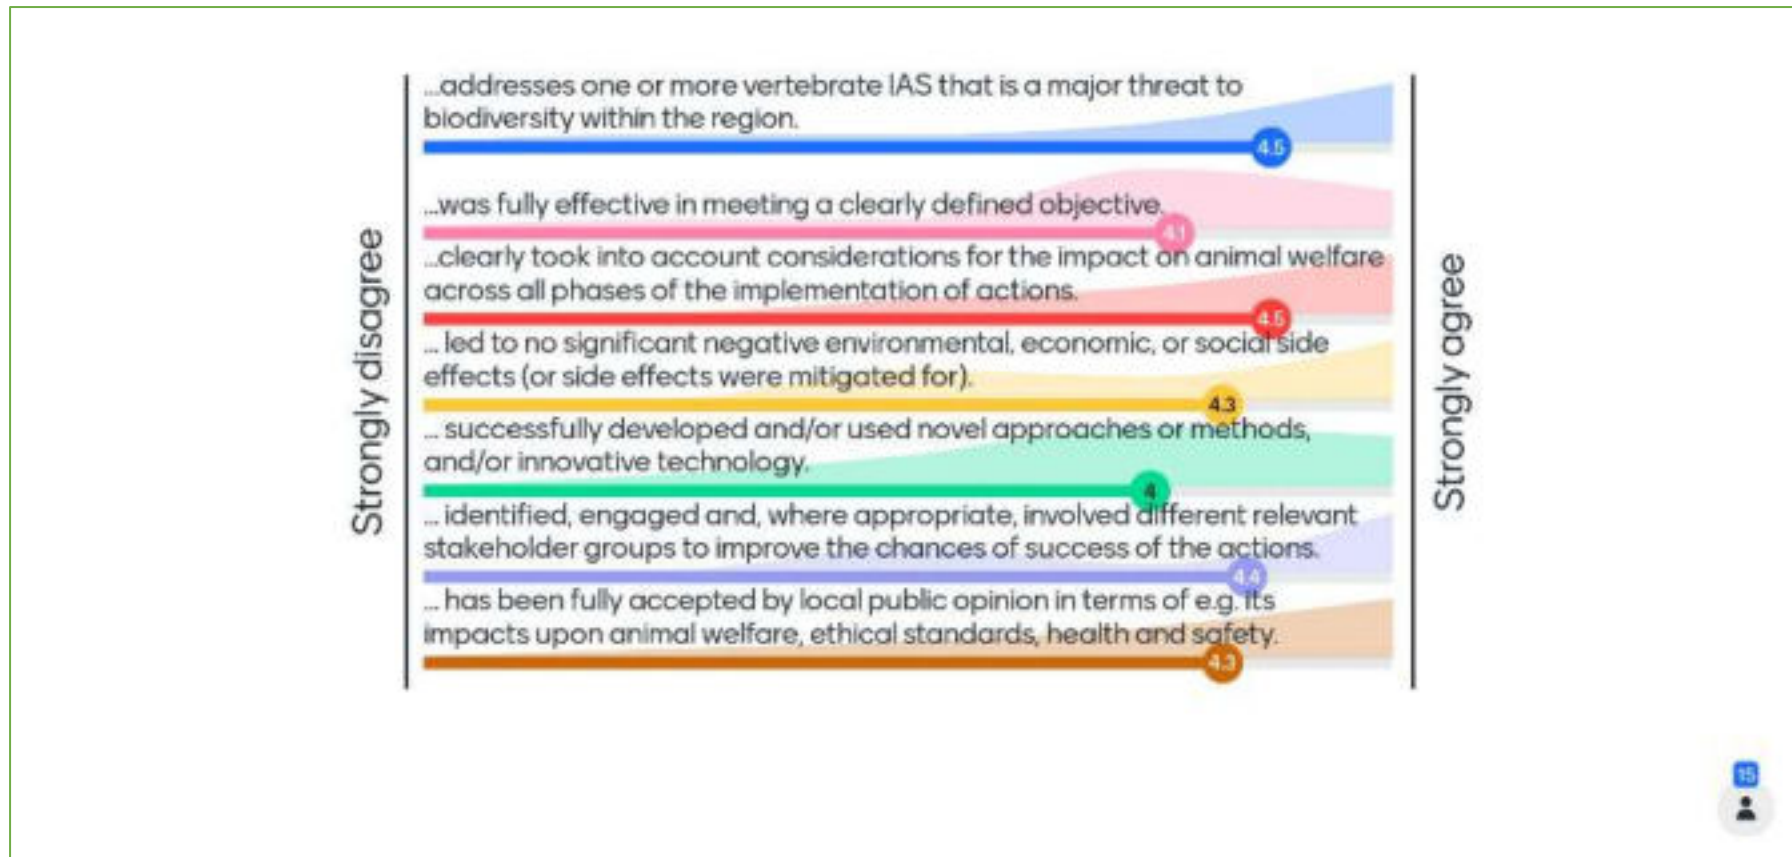 ...addresses one or more vertebrate IAS that is a major threat to
biodiversity within the region.
4.5
...was fully effective in meeting a clearly defined objective.
4.1
...clearly took into account considerations for the impact on animal welfare
across all phases of the implementation of actions.
4.5
... led to no significant negative environmental, economic, or social side
effects (or side effects were mitigated for).
4.3
... successfully developed and/or used novel approaches or methods,
and/or innovative technology.
4
... identified, engaged and, where appropriate, involved different relevant
stakeholder groups to improve the chances of success of the actions.
4.4
... has been fully accepted by local public opinion in terms of e.g. its
impacts upon animal welfare, ethical standards, health and safety.
4.3
Strongly disagree
Strongly agree
15